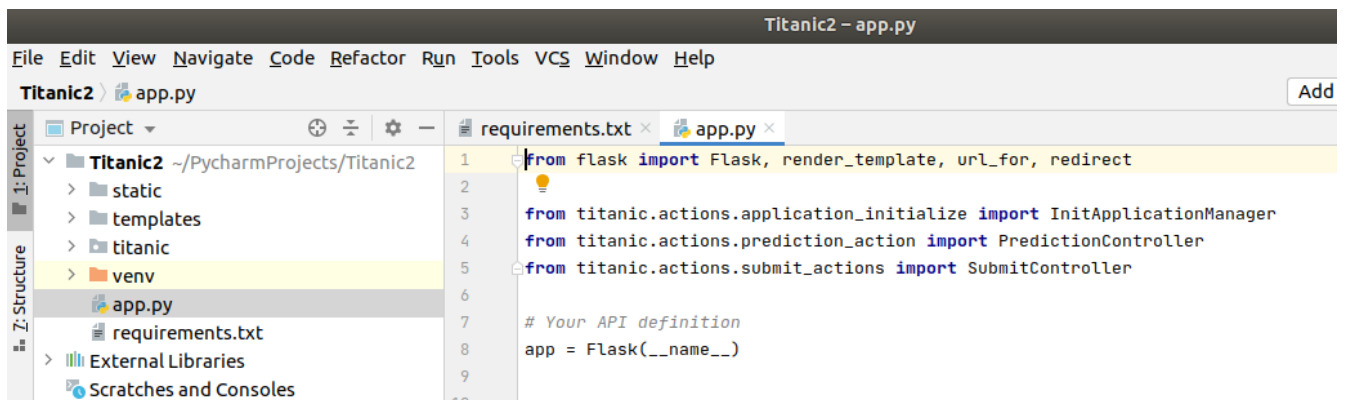 Titanic2 – app.py
File Edit View Navigate Code Refactor Run Tools VCS Window Help
Titanic2 app.py
Add
1: Project
Z: Structure
Project
Titanic2 ~/PycharmProjects/Titanic2
static
templates
titanic
venv
app.py
requirements.txt
External Libraries
Scratches and Consoles
requirements.txt app.py
1 from flask import Flask, render_template, url_for, redirect
2
3 from titanic.actions.application_initialize import InitApplicationManager
4 from titanic.actions.prediction_action import PredictionController
5 from titanic.actions.submit_actions import SubmitController
6
7 # Your API definition
8 app = Flask(__name__)
9